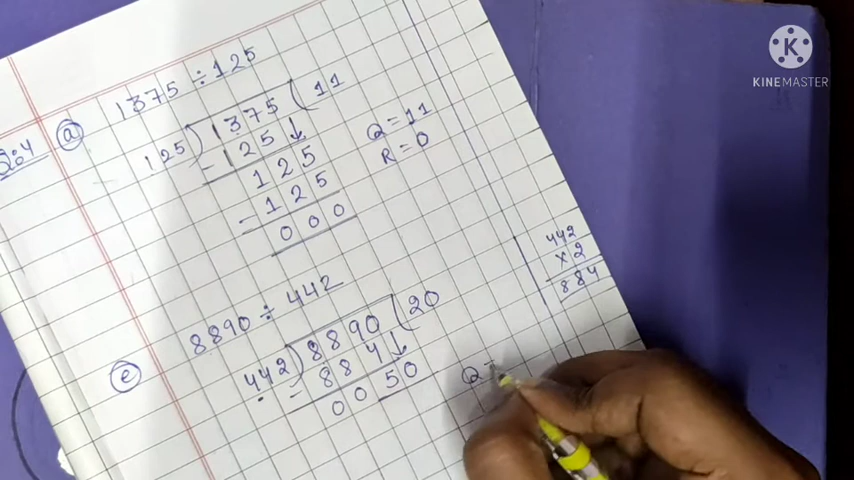 Q:4
(a) 1375 ÷ 125
125) 1375 ( 11
- 125 ↓
125
- 125
000
Q = 11
R = 0
(e) 8890 ÷ 442
442) 8890 ( 20
- 884 ↓
0050
Q =
442
x 2
884
K
KINEMASTER